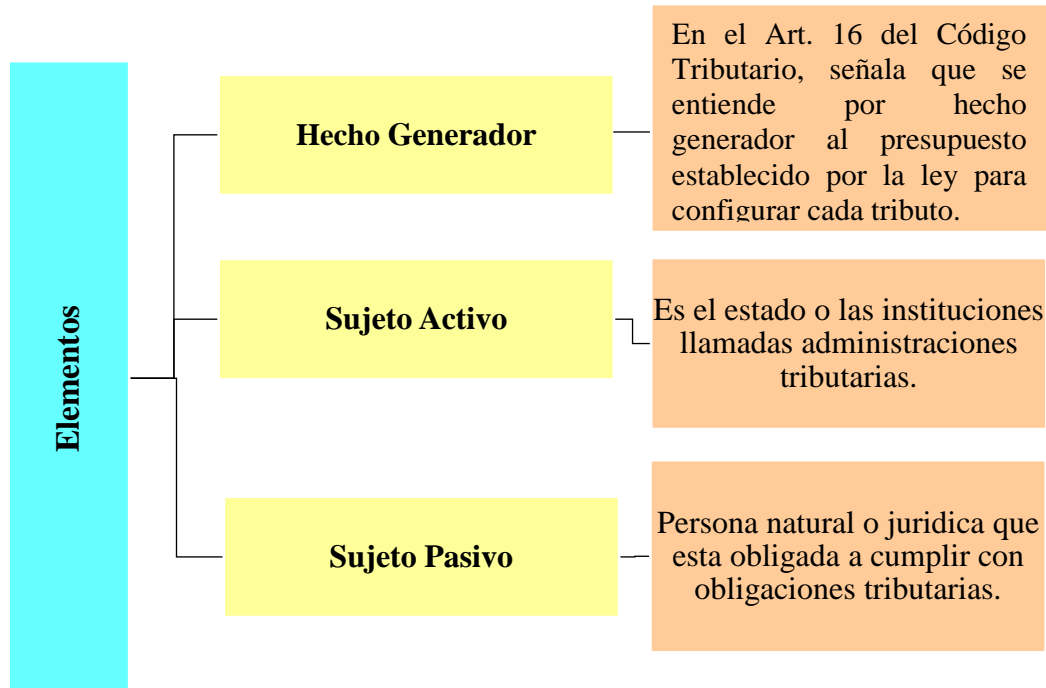 Elementos
Hecho Generador
En el Art. 16 del Código
Tributario, señala que se
entiende por hecho
generador al presupuesto
establecido por la ley para
configurar cada tributo.
Sujeto Activo
Es el estado o las instituciones
llamadas administraciones
tributarias.
Sujeto Pasivo
Persona natural o juridica que
esta obligada a cumplir con
obligaciones tributarias.